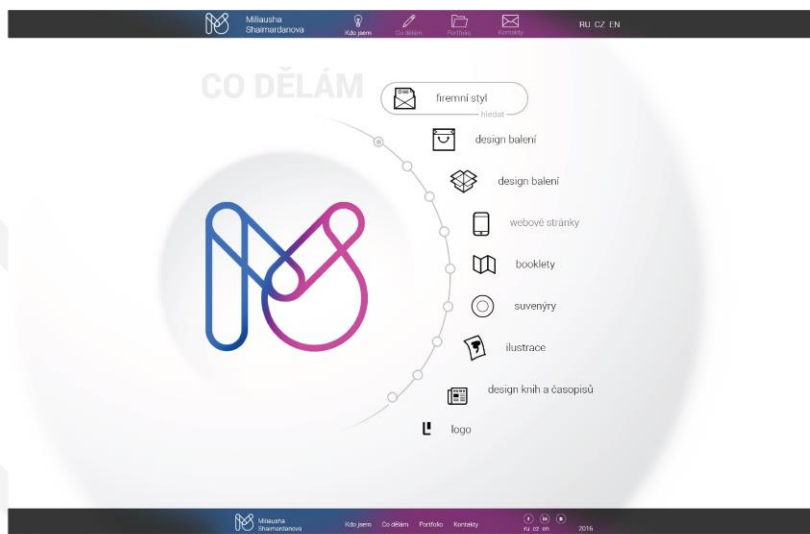 Miliausha
Shaimardanova
Kdo jsem
Co dělám
Portfolio
Kontakty
RU CZ EN
CO DĚLÁM
firemní styl
hledat
design balení
design balení
webové stránky
booklety
suvenýry
ilustrace
design knih a časopisů
logo
Miliausha
Shaimardanova
Kdo jsem Co dělám Portfolio Kontakty
ru cz en
2016